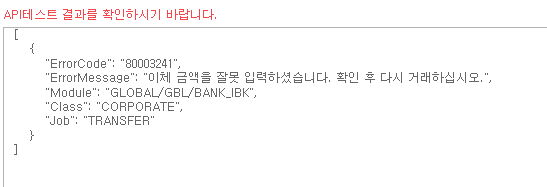 API테스트 결과를 확인하시기 바랍니다.
[
{
"ErrorCode": "80003241",
"ErrorMessage": "이체 금액을 잘못 입력하셨습니다. 확인 후 다시 거래하십시오.",
"Module": "GLOBAL/GBL/BANK_IBK",
"Class": "CORPORATE",
"Job": "TRANSFER"
}
]